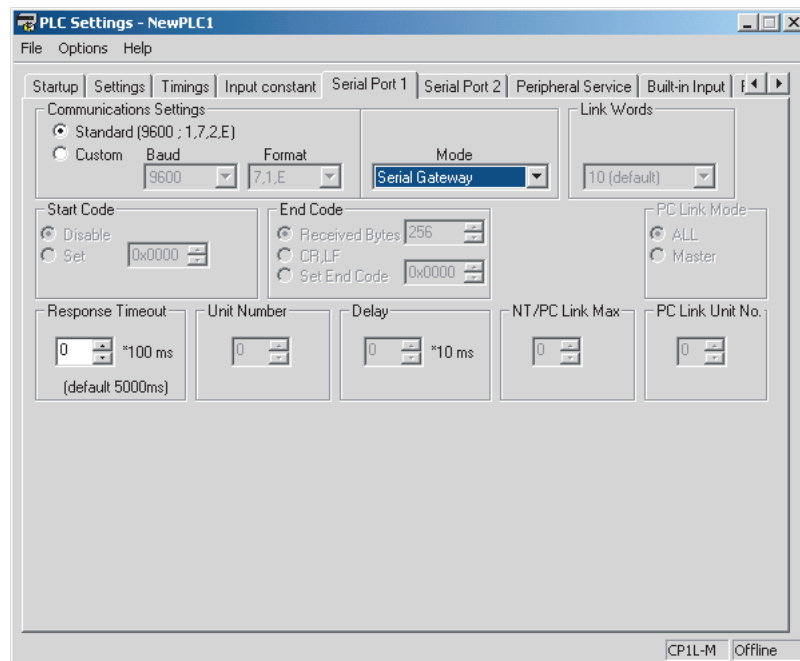 PLC Settings - NewPLC1
File Options Help
Startup Settings Timings Input constant Serial Port 1 Serial Port 2 Peripheral Service Built-in Input
Communications Settings
Standard (9600 ; 1,7,2,E)
Custom Baud Format
9600 7,1,E
Mode
Serial Gateway
Link Words
10 (default)
Start Code
Disable
Set 0x0000
End Code
Received Bytes 256
CR,LF
Set End Code 0x0000
PC Link Mode
ALL
Master
Response Timeout
0 *100 ms
(default 5000ms)
Unit Number
0
Delay
0 *10 ms
NT/PC Link Max
0
PC Link Unit No.
0
CP1L-M Offline